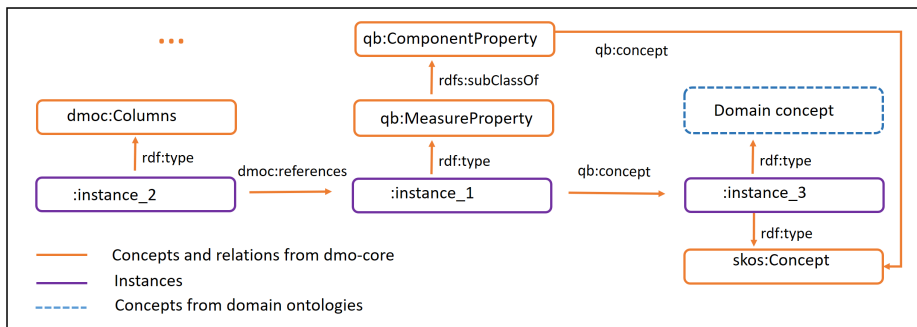 ...
qb:ComponentProperty
qb:concept
rdfs:subClassOf
dmoc:Columns
qb:MeasureProperty
Domain concept
rdf:type
rdf:type
rdf:type
dmoc:references
qb:concept
:instance_2
:instance_1
:instance_3
rdf:type
Concepts and relations from dmo-core
skos:Concept
Instances
Concepts from domain ontologies